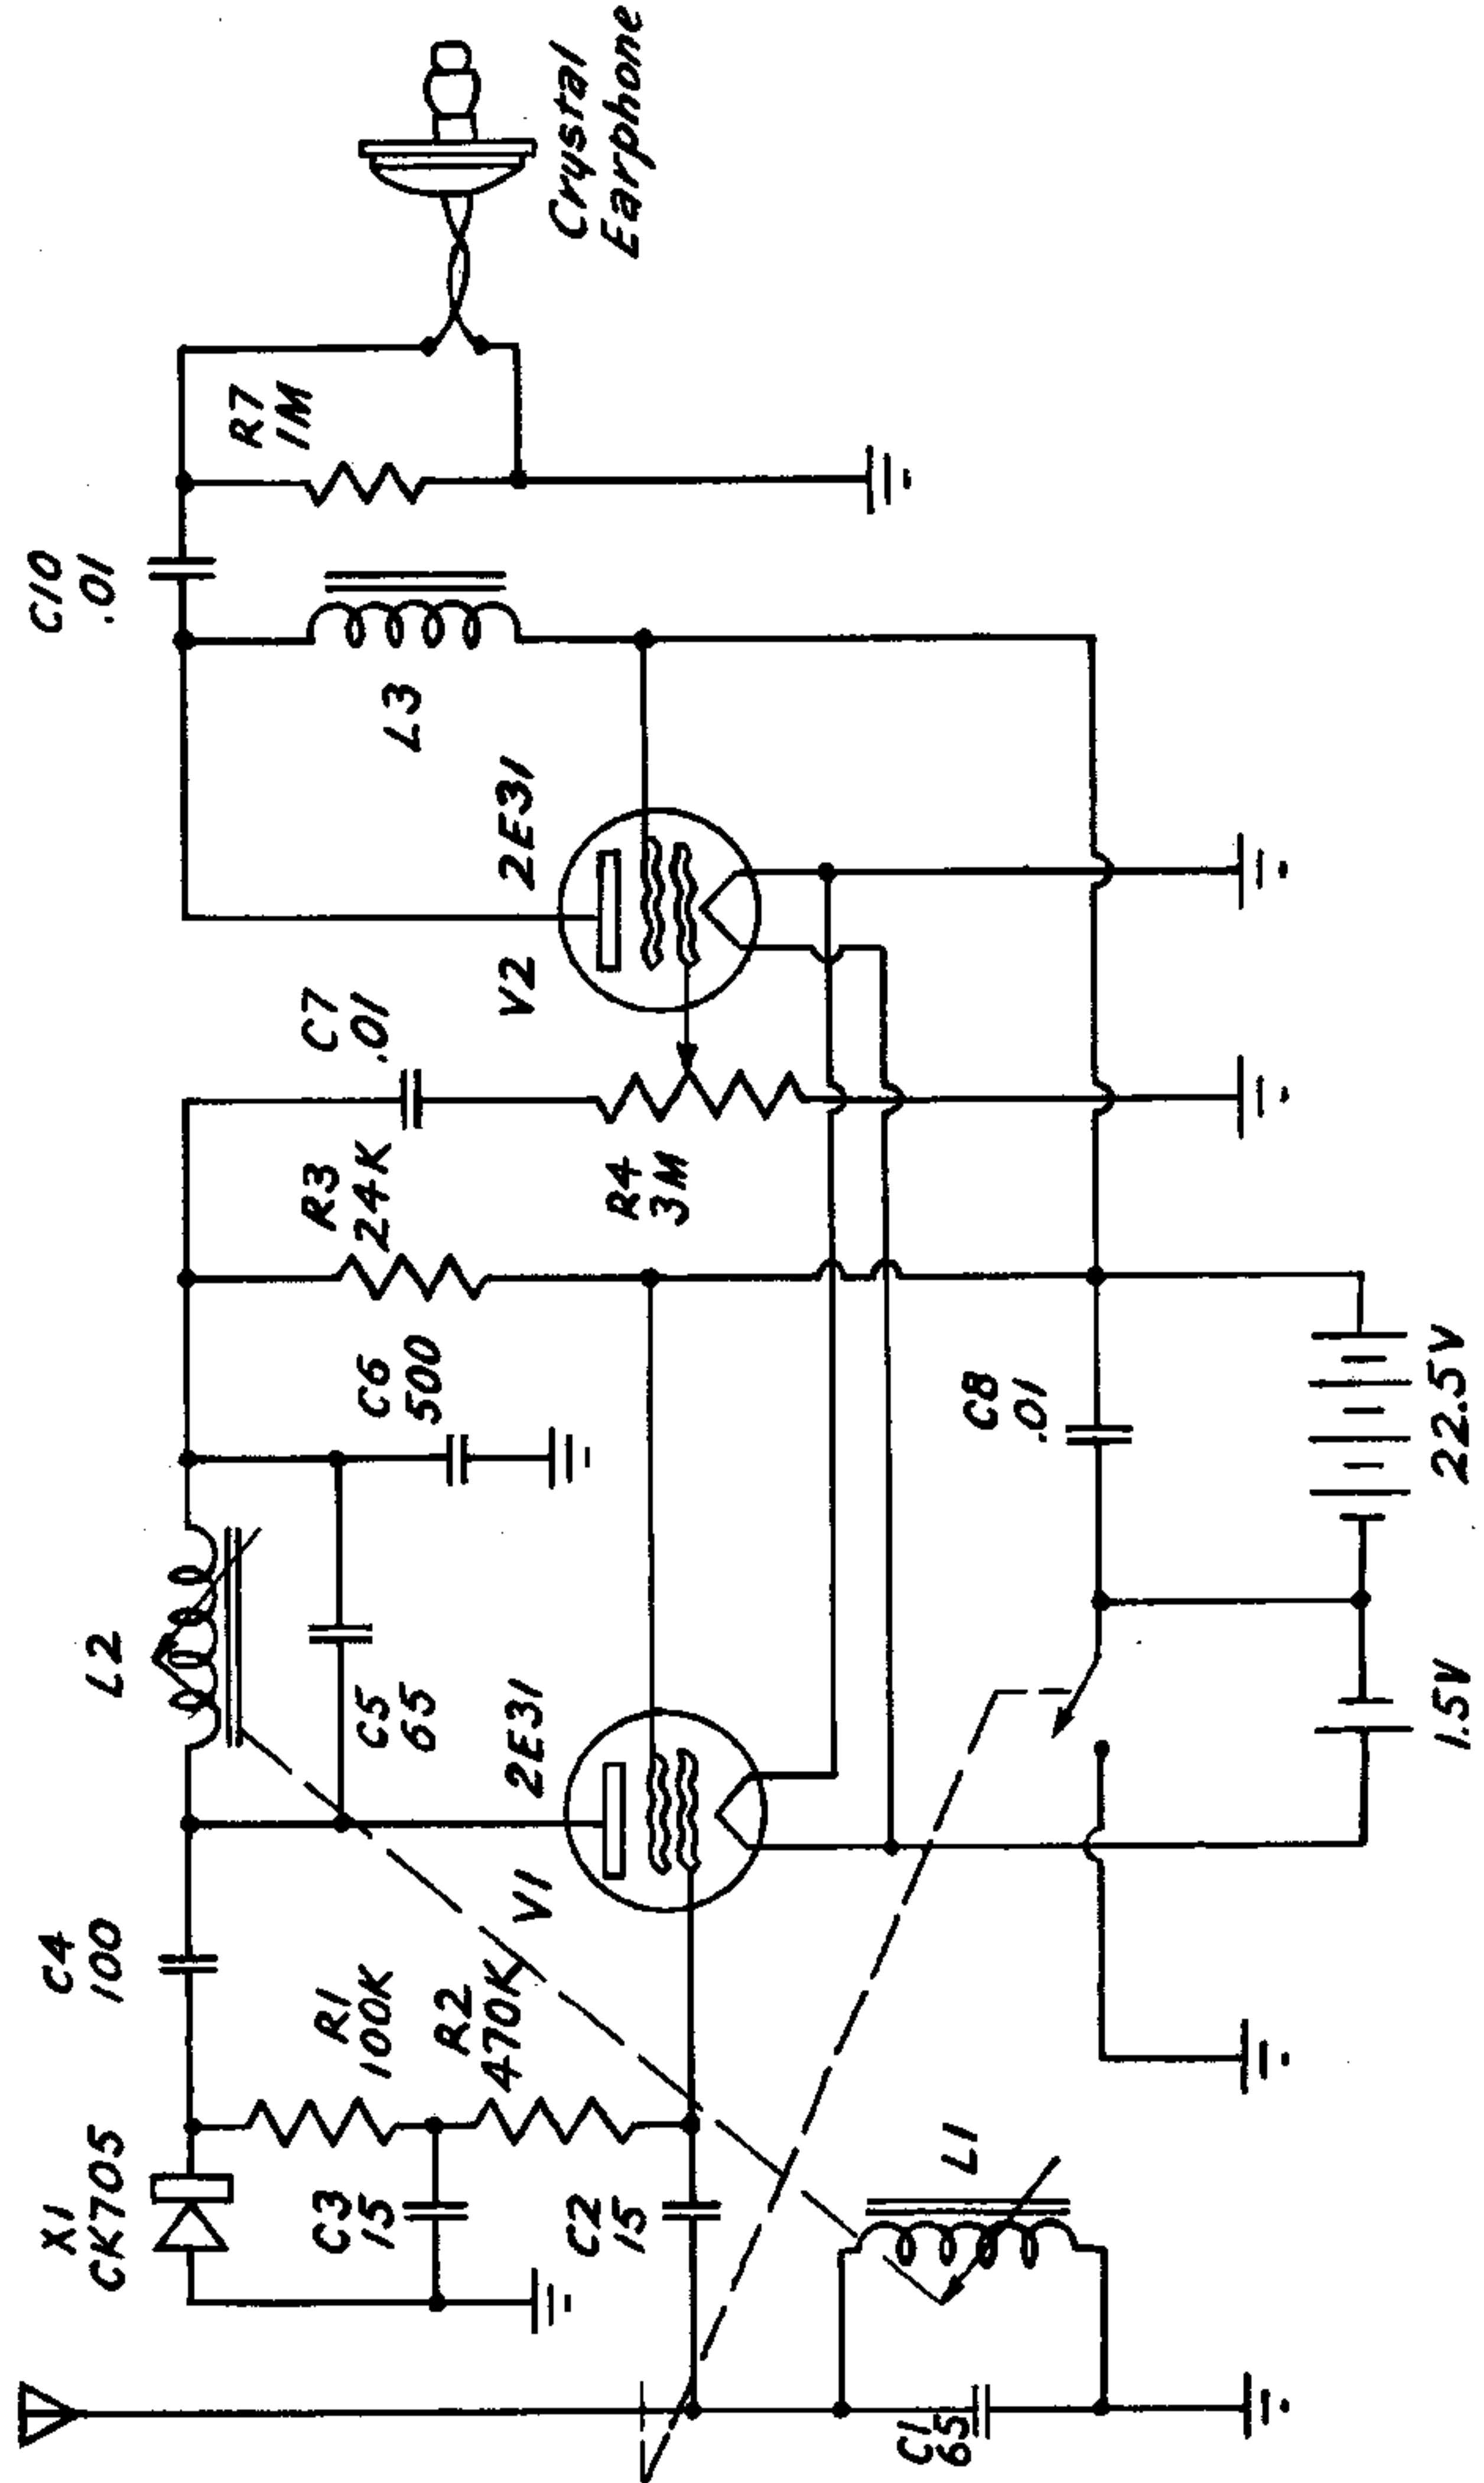 X1
CK705
C4
100
L2
C10
.01
R1
100K
C3
15
R2
470K
C2
15
V1
2E31
C5
65
C6
500
R3
24K
C7
.01
R4
3M
V2
2E31
L3
R7
1M
Crystal
Earphone
C1
65
L1
C8
.01
1.5V
22.5V